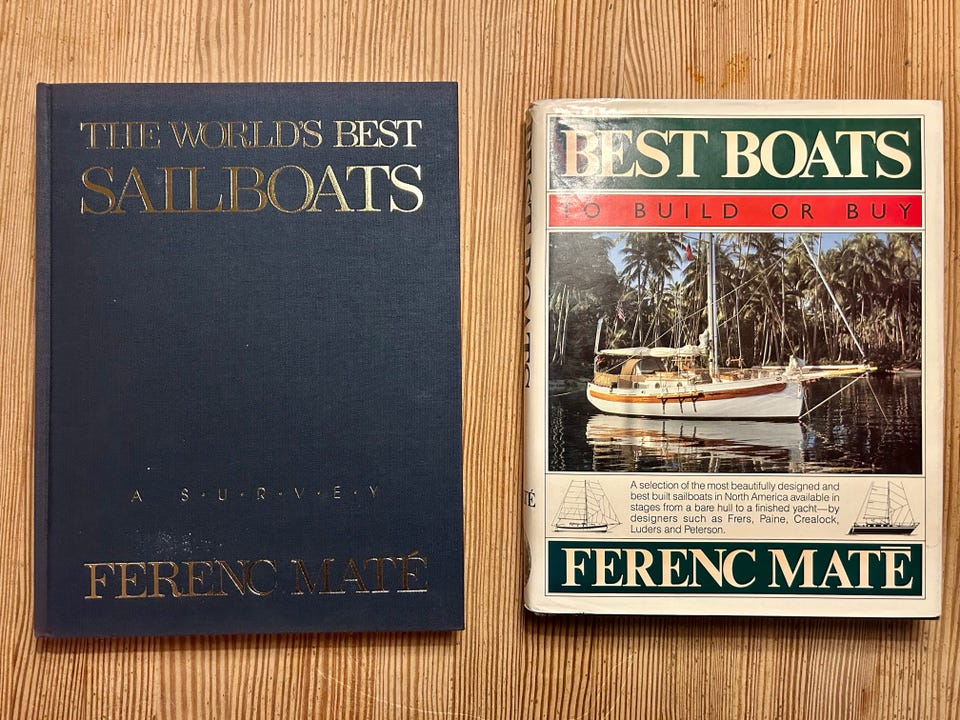 THE WORLD'S BEST
SAILBOATS
A S·U·R·V·E·Y
FERENC MATÉ
BEST BOATS
TO BUILD OR BUY
A selection of the most beautifully designed and
best built sailboats in North America available in
stages from a bare hull to a finished yacht—by
designers such as Frers, Paine, Crealock,
Luders and Peterson.
FERENC MATÉ